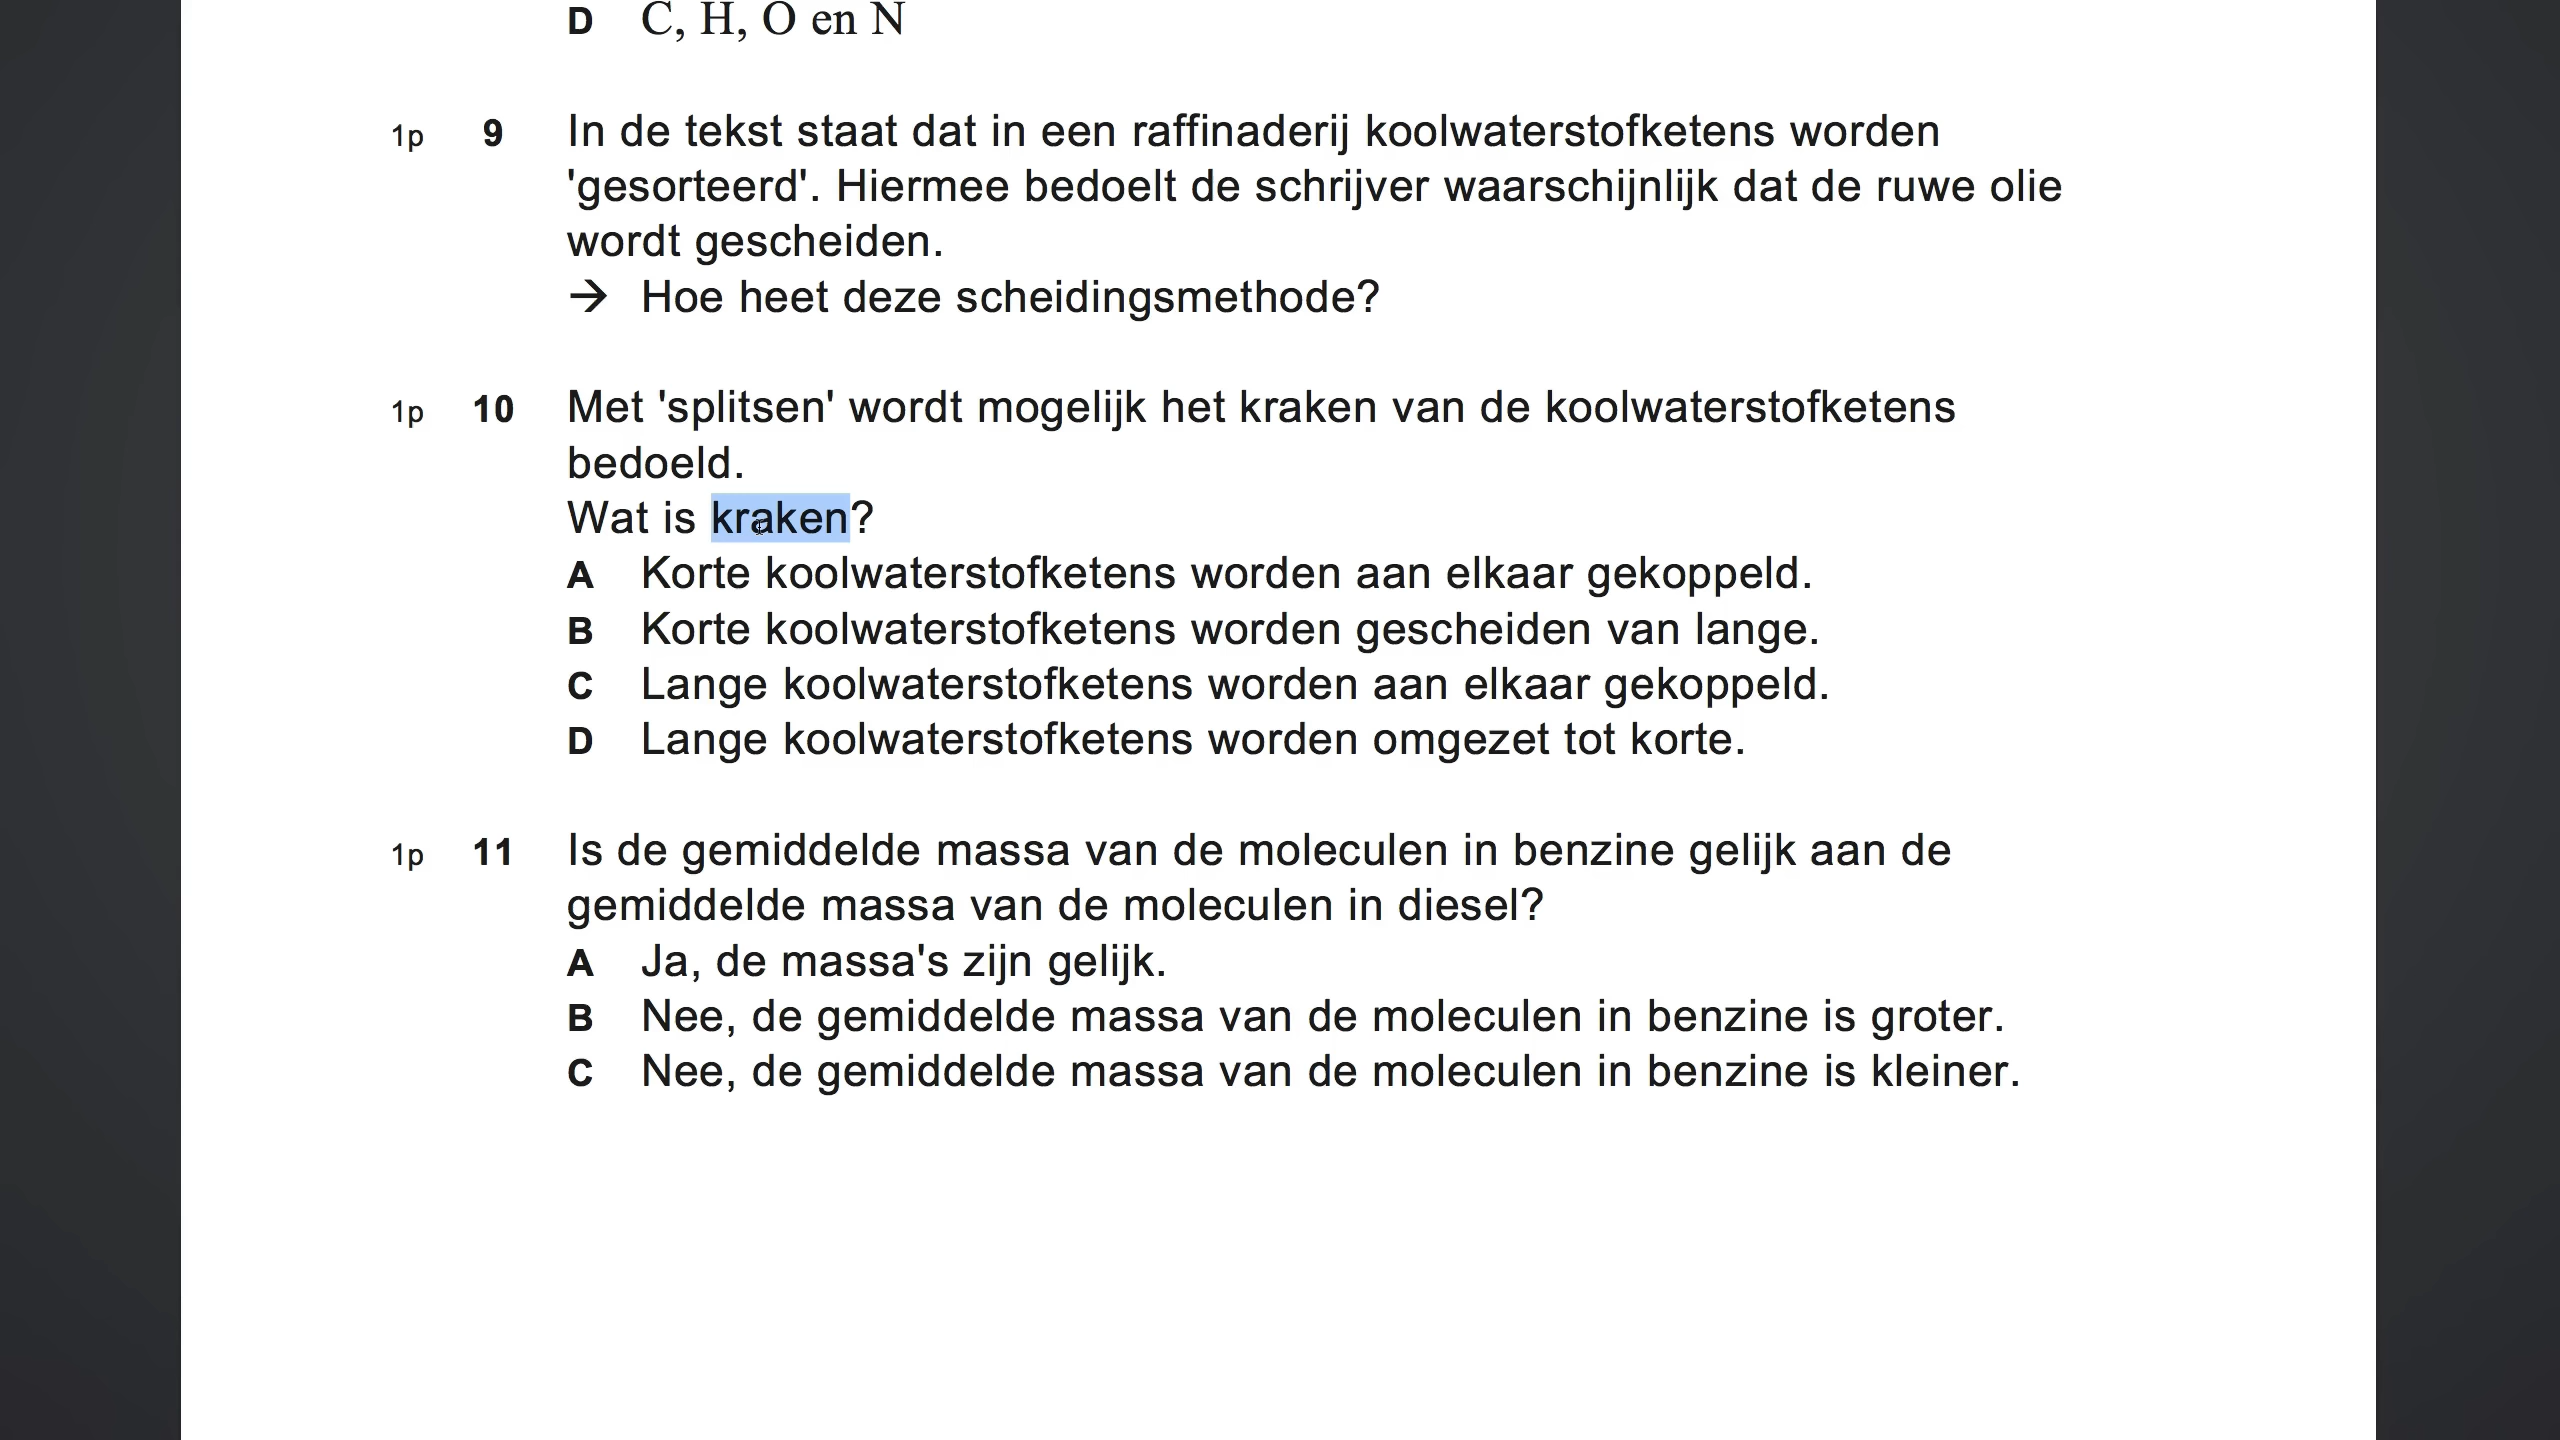 D C, H, O en N
1p 9 In de tekst staat dat in een raffinaderij koolwaterstofketens worden
'gesorteerd'. Hiermee bedoelt de schrijver waarschijnlijk dat de ruwe olie
wordt gescheiden.
→ Hoe heet deze scheidingsmethode?
1p 10 Met 'splitsen' wordt mogelijk het kraken van de koolwaterstofketens
bedoeld.
Wat is kraken?
A Korte koolwaterstofketens worden aan elkaar gekoppeld.
B Korte koolwaterstofketens worden gescheiden van lange.
C Lange koolwaterstofketens worden aan elkaar gekoppeld.
D Lange koolwaterstofketens worden omgezet tot korte.
1p 11 Is de gemiddelde massa van de moleculen in benzine gelijk aan de
gemiddelde massa van de moleculen in diesel?
A Ja, de massa's zijn gelijk.
B Nee, de gemiddelde massa van de moleculen in benzine is groter.
C Nee, de gemiddelde massa van de moleculen in benzine is kleiner.